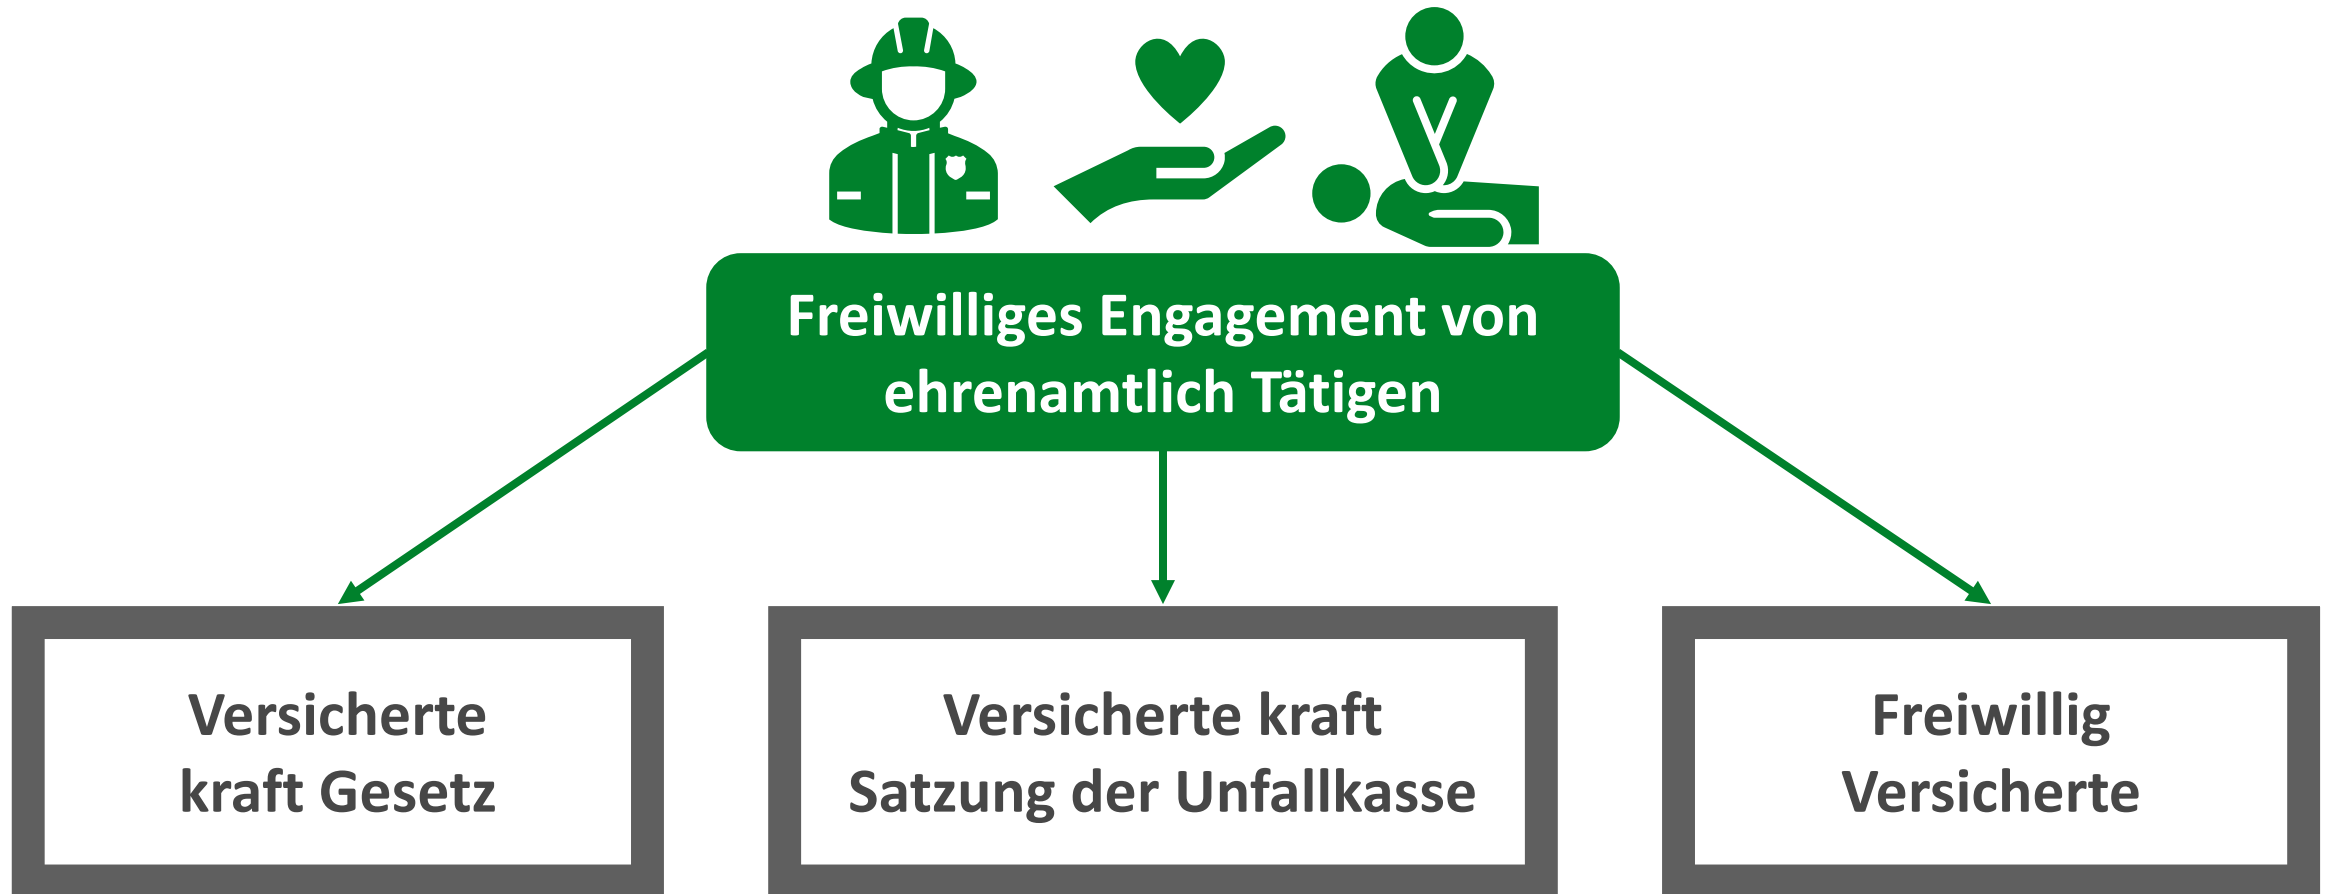 Freiwilliges Engagement von
ehrenamtlich Tätigen
Versicherte
kraft Gesetz
Versicherte kraft
Satzung der Unfallkasse
Freiwillig
Versicherte